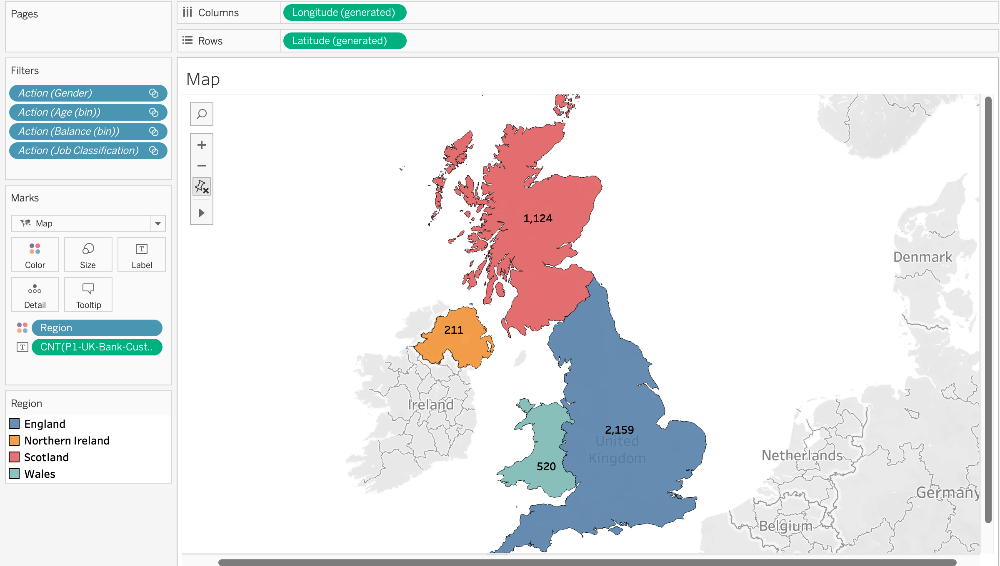 Pages
Columns
Longitude (generated)
Rows
Latitude (generated)
Filters
Action (Gender)
Action (Age (bin))
Action (Balance (bin))
Action (Job Classification)
Marks
Map
Color
Size
T
Label
Detail
Tooltip
Region
T
CNT(P1-UK-Bank-Cust..
Region
England
Northern Ireland
Scotland
Wales
Map
1,124
Denmark
211
Ireland
2,159
United
Kingdom
Netherlands
520
Germany
Belgium